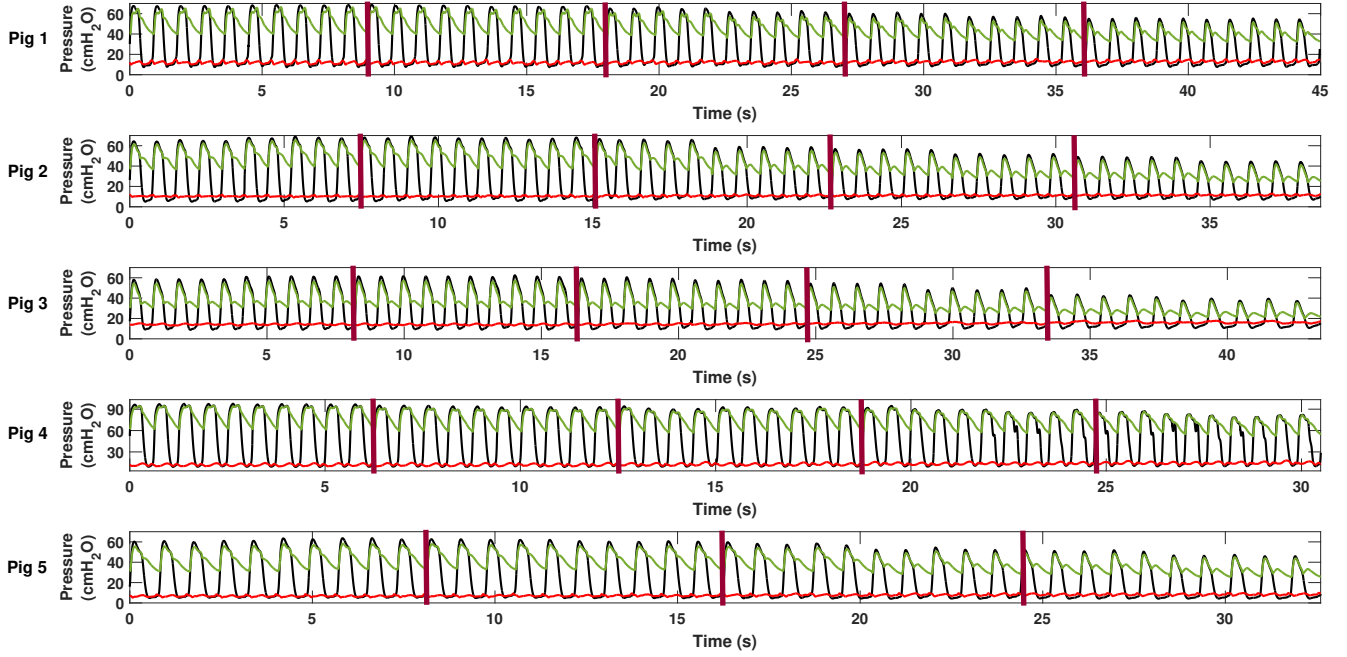 Pig 1
Pressure
(cmH2O)
60
40
20
0
0 5 10 15 20 25 30 35 40 45
Time (s)
Pig 2
Pressure
(cmH2O)
60
40
20
0
0 5 10 15 20 25 30 35
Time (s)
Pig 3
Pressure
(cmH2O)
60
40
20
0
0 5 10 15 20 25 30 35 40
Time (s)
Pig 4
Pressure
(cmH2O)
90
60
30
0 5 10 15 20 25 30
Time (s)
Pig 5
Pressure
(cmH2O)
60
40
20
0
0 5 10 15 20 25 30
Time (s)